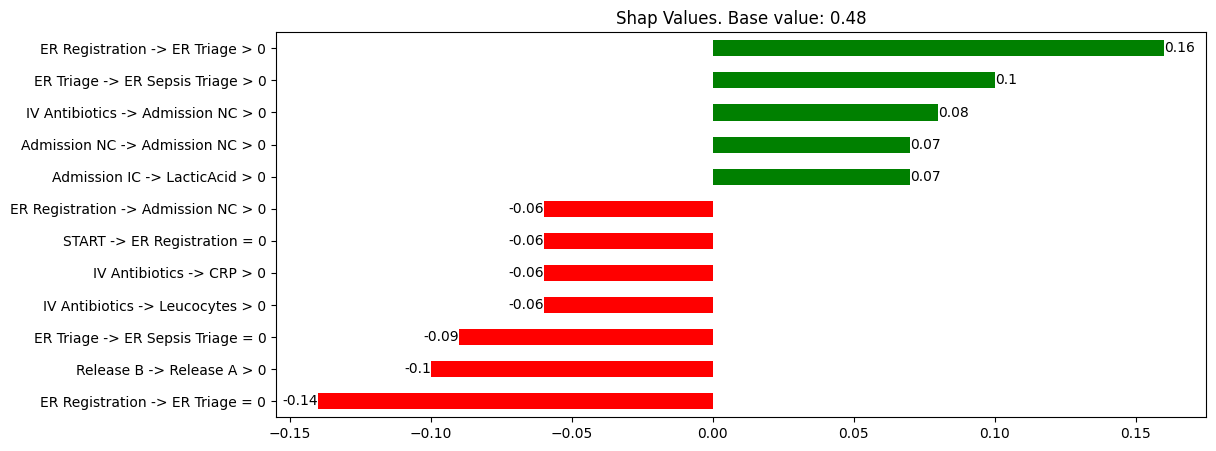 Shap Values. Base value: 0.48
ER Registration -> ER Triage > 0
0.16
ER Triage -> ER Sepsis Triage > 0
0.1
IV Antibiotics -> Admission NC > 0
0.08
Admission NC -> Admission NC > 0
0.07
Admission IC -> LacticAcid > 0
0.07
ER Registration -> Admission NC > 0
-0.06
START -> ER Registration = 0
-0.06
IV Antibiotics -> CRP > 0
-0.06
IV Antibiotics -> Leucocytes > 0
-0.06
ER Triage -> ER Sepsis Triage = 0
-0.09
Release B -> Release A > 0
-0.1
ER Registration -> ER Triage = 0
-0.14
−0.15 −0.10 −0.05 0.00 0.05 0.10 0.15